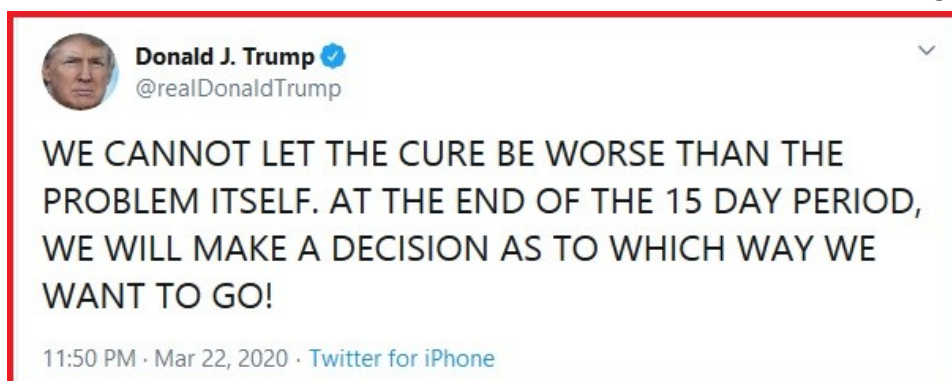 Donald J. Trump
@realDonaldTrump
WE CANNOT LET THE CURE BE WORSE THAN THE
PROBLEM ITSELF. AT THE END OF THE 15 DAY PERIOD,
WE WILL MAKE A DECISION AS TO WHICH WAY WE
WANT TO GO!
11:50 PM · Mar 22, 2020 · Twitter for iPhone